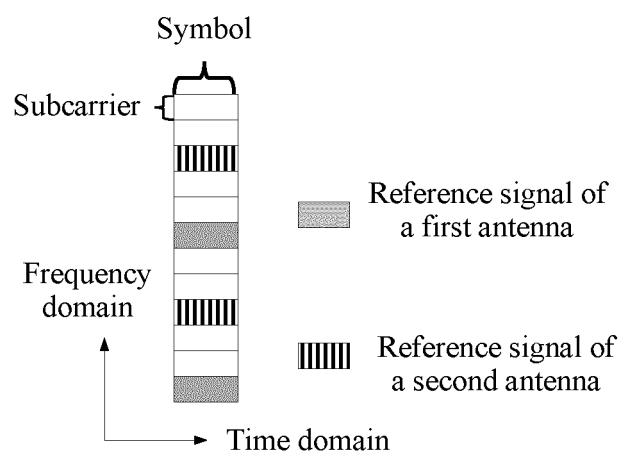 Symbol
Subcarrier
Reference signal of
a first antenna
Frequency
domain
Reference signal of
a second antenna
Time domain